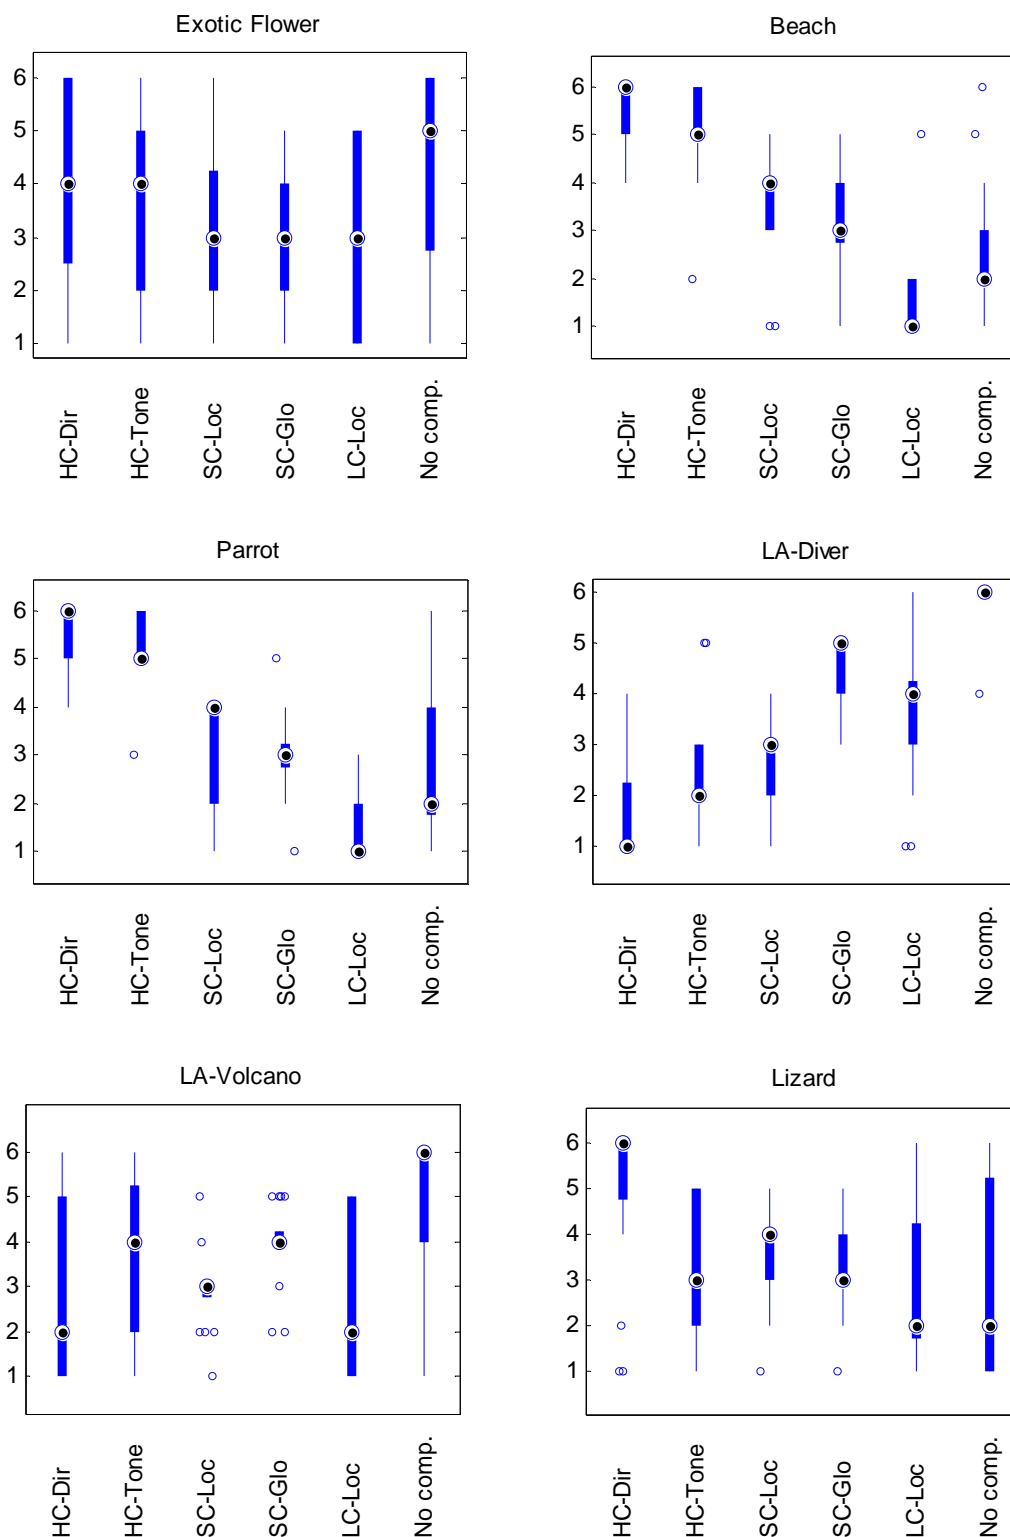 Exotic Flower
6
5
4
3
2
1
HC-Dir
HC-Tone
SC-Loc
SC-Glo
LC-Loc
No comp.
Beach
6
5
4
3
2
1
HC-Dir
HC-Tone
SC-Loc
SC-Glo
LC-Loc
No comp.
Parrot
6
5
4
3
2
1
HC-Dir
HC-Tone
SC-Loc
SC-Glo
LC-Loc
No comp.
LA-Diver
6
5
4
3
2
1
HC-Dir
HC-Tone
SC-Loc
SC-Glo
LC-Loc
No comp.
LA-Volcano
6
5
4
3
2
1
HC-Dir
HC-Tone
SC-Loc
SC-Glo
LC-Loc
No comp.
Lizard
6
5
4
3
2
1
HC-Dir
HC-Tone
SC-Loc
SC-Glo
LC-Loc
No comp.